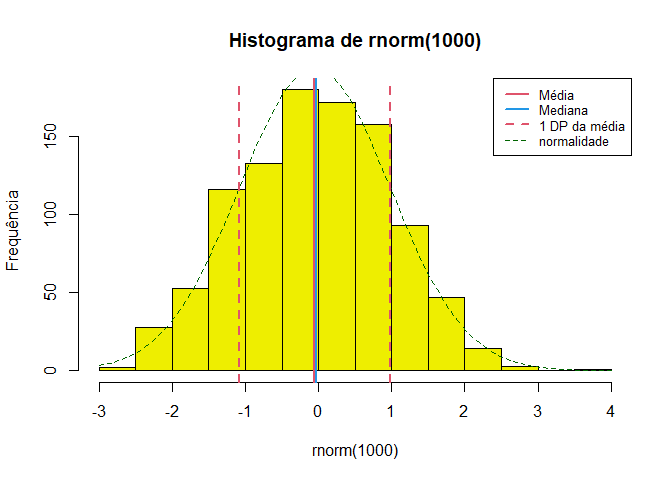 Histograma de rnorm(1000)
Média
Mediana
1 DP da média
normalidade
Frequência
150
100
50
0
-3 -2 -1 0 1 2 3 4
rnorm(1000)